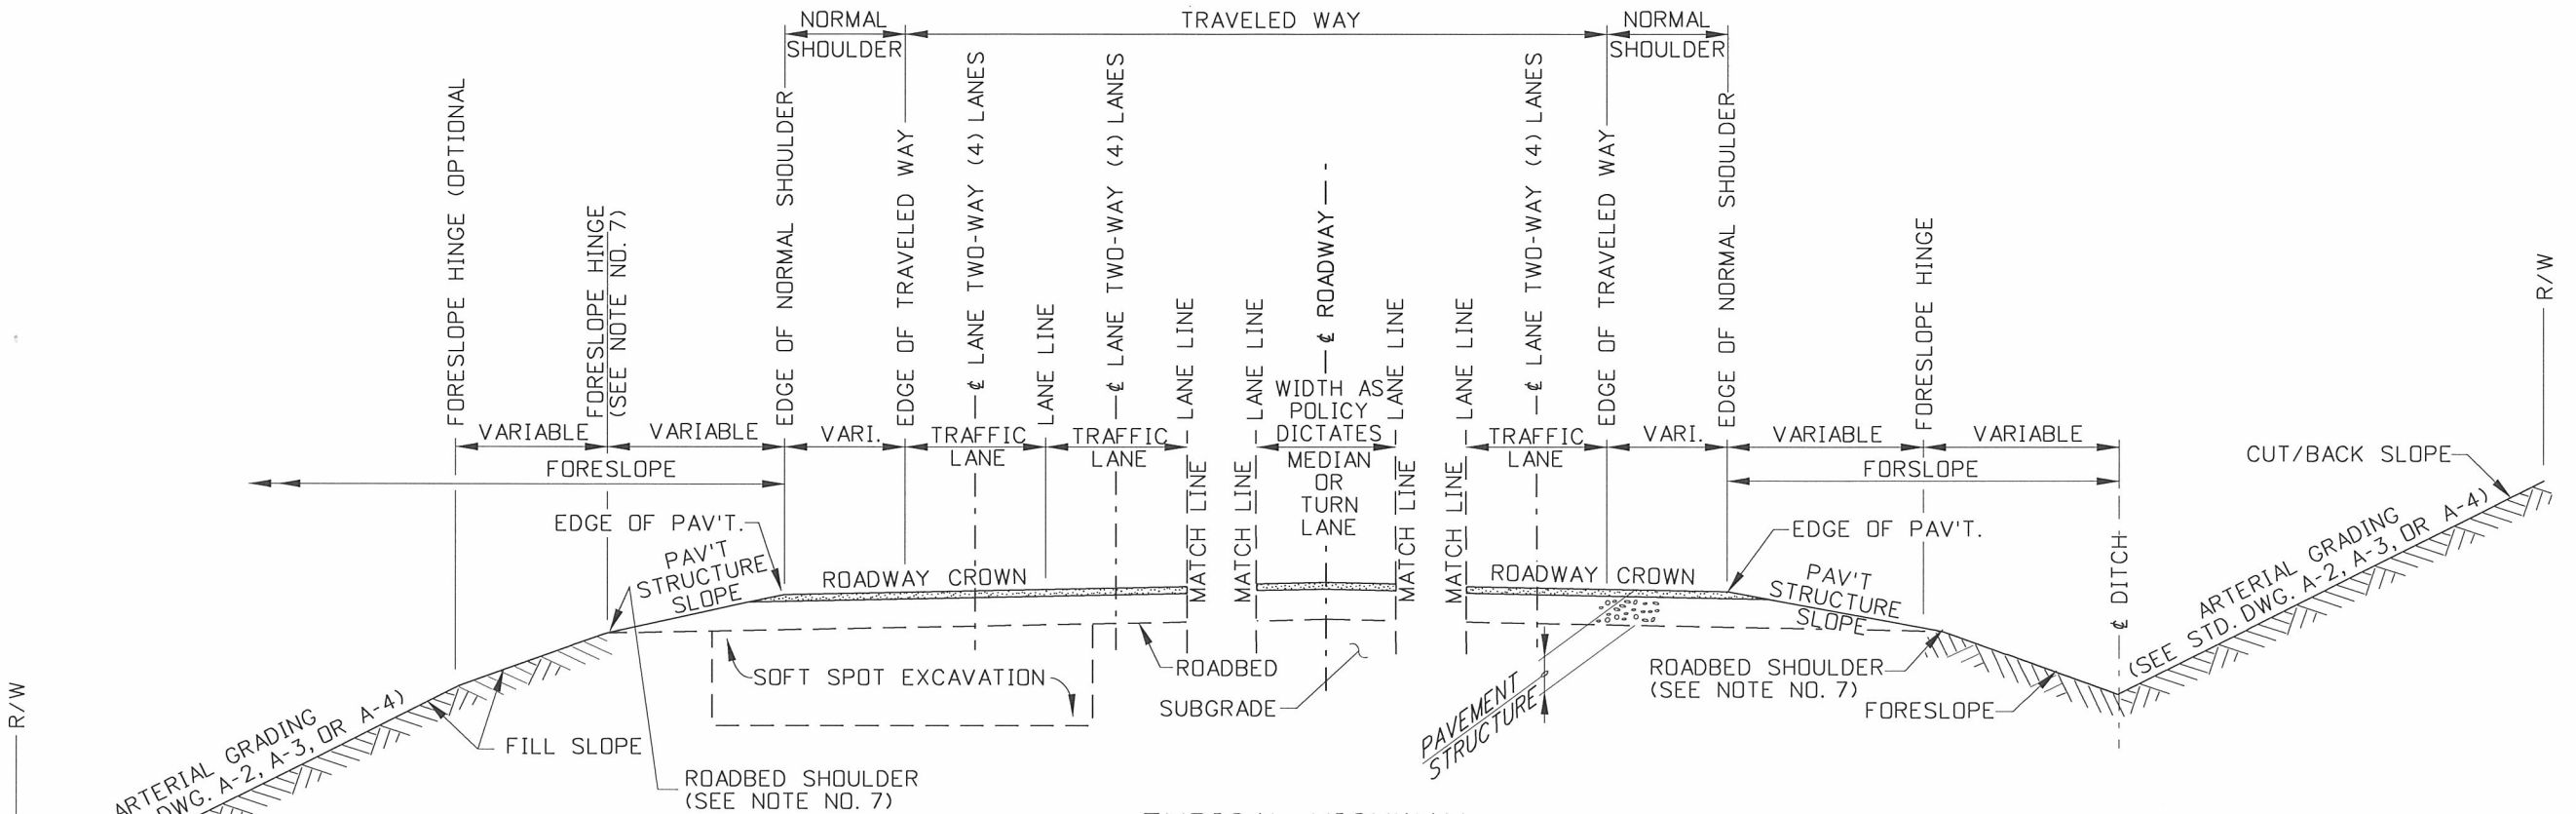 NORMAL
SHOULDER
TRAVELED WAY
NORMAL
SHOULDER
FORESLOPE HINGE (OPTIONAL
FORESLOPE HINGE
(SEE NOTE NO. 7)
EDGE OF NORMAL SHOULDER
EDGE OF TRAVELED WAY
℄ LANE TWO-WAY (4) LANES
LANE LINE
℄ LANE TWO-WAY (4) LANES
LANE LINE
LANE LINE
℄ ROADWAY
LANE LINE
LANE LINE
℄ LANE TWO-WAY (4) LANES
EDGE OF TRAVELED WAY
EDGE OF NORMAL SHOULDER
FORESLOPE HINGE
R/W
VARIABLE
VARIABLE
VARI.
TRAFFIC
LANE
TRAFFIC
LANE
WIDTH AS
POLICY
DICTATES
MEDIAN
OR
TURN
LANE
TRAFFIC
LANE
VARI.
VARIABLE
VARIABLE
FORESLOPE
FORSLOPE
CUT/BACK SLOPE
MATCH LINE
MATCH LINE
MATCH LINE
MATCH LINE
EDGE OF PAV'T.
PAV'T
STRUCTURE
SLOPE
ROADWAY CROWN
ROADWAY CROWN
EDGE OF PAV'T.
PAV'T
STRUCTURE
SLOPE
℄ DITCH
ARTERIAL GRADING
(SEE STD. DWG. A-2, A-3, OR A-4)
SOFT SPOT EXCAVATION
ROADBED
SUBGRADE
PAVEMENT
STRUCTURE
ROADBED SHOULDER
(SEE NOTE NO. 7)
FORESLOPE
R/W
ARTERIAL GRADING
DWG. A-2, A-3, OR A-4)
FILL SLOPE
ROADBED SHOULDER
(SEE NOTE NO. 7)